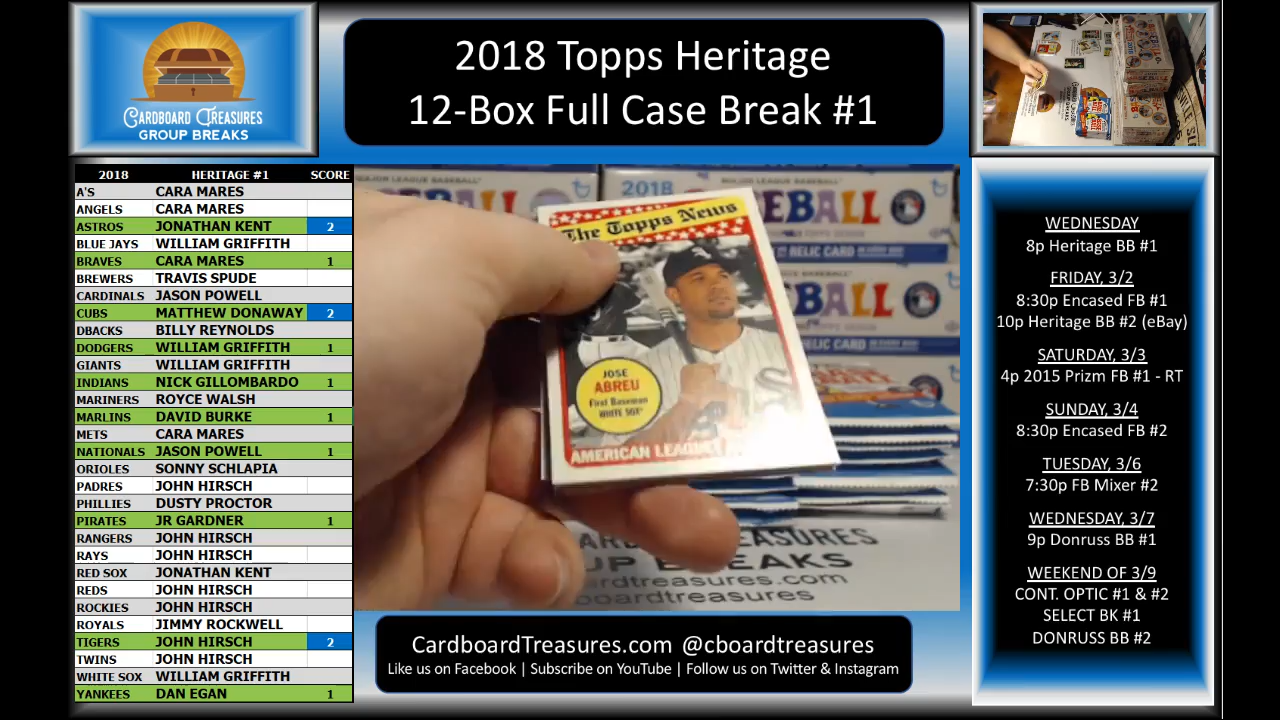 CARDBOARD TREASURES
GROUP BREAKS
2018 Topps Heritage
12-Box Full Case Break #1
2018 HERITAGE #1 SCORE
A'S CARA MARES
ANGELS CARA MARES
ASTROS JONATHAN KENT 2
BLUE JAYS WILLIAM GRIFFITH
BRAVES CARA MARES 1
BREWERS TRAVIS SPUDE
CARDINALS JASON POWELL
CUBS MATTHEW DONAWAY 2
DBACKS BILLY REYNOLDS
DODGERS WILLIAM GRIFFITH 1
GIANTS WILLIAM GRIFFITH
INDIANS NICK GILLOMBARDO 1
MARINERS ROYCE WALSH
MARLINS DAVID BURKE 1
METS CARA MARES
NATIONALS JASON POWELL 1
ORIOLES SONNY SCHLAPIA
PADRES JOHN HIRSCH
PHILLIES DUSTY PROCTOR
PIRATES JR GARDNER 1
RANGERS JOHN HIRSCH
RAYS JOHN HIRSCH
RED SOX JONATHAN KENT
REDS JOHN HIRSCH
ROCKIES JOHN HIRSCH
ROYALS JIMMY ROCKWELL
TIGERS JOHN HIRSCH 2
TWINS JOHN HIRSCH
WHITE SOX WILLIAM GRIFFITH
YANKEES DAN EGAN 1
2018
MAJOR LEAGUE BASEBALL
The Topps News
JOSE
ABREU
First Baseman
WHITE SOX
AMERICAN LEAGUE
RELIC CARD
RELIC CARD
BREAKS
CardboardTreasures.com @cboardtreasures
Like us on Facebook | Subscribe on YouTube | Follow us on Twitter & Instagram
WEDNESDAY
8p Heritage BB #1
FRIDAY, 3/2
8:30p Encased FB #1
10p Heritage BB #2 (eBay)
SATURDAY, 3/3
4p 2015 Prizm FB #1 - RT
SUNDAY, 3/4
8:30p Encased FB #2
TUESDAY, 3/6
7:30p FB Mixer #2
WEDNESDAY, 3/7
9p Donruss BB #1
WEEKEND OF 3/9
CONT. OPTIC #1 & #2
SELECT BK #1
DONRUSS BB #2